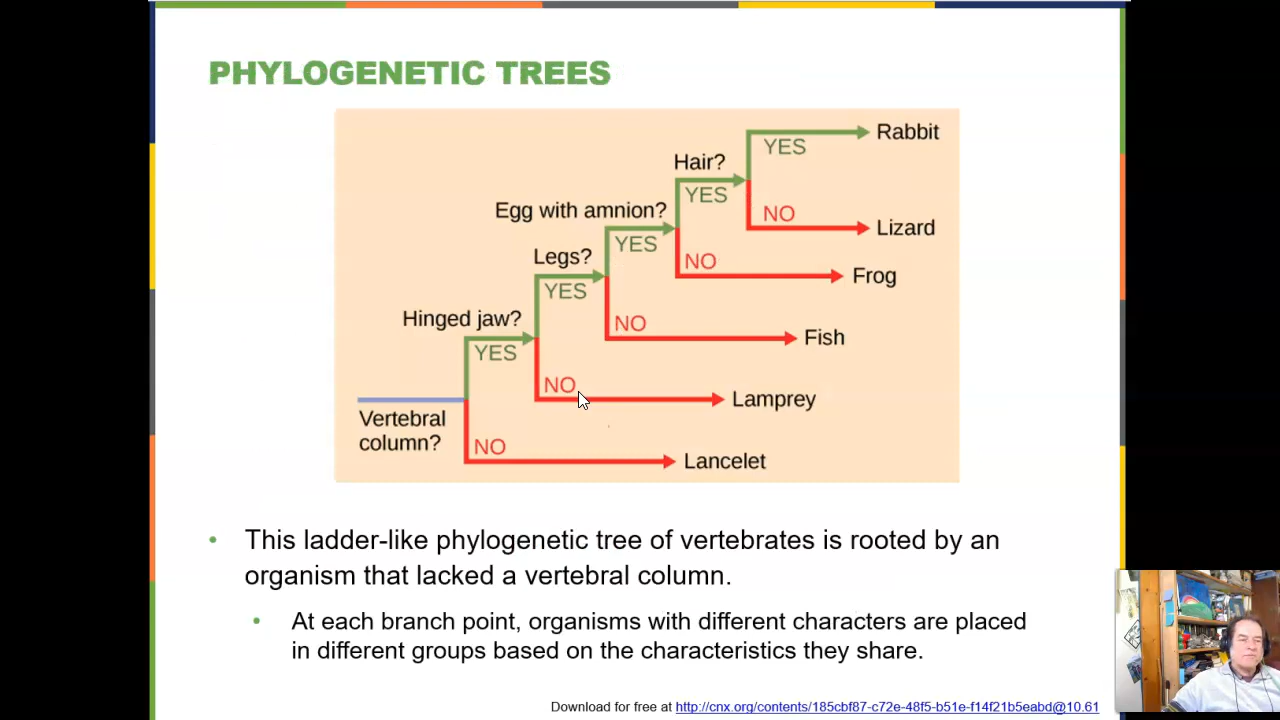 PHYLOGENETIC TREES
Rabbit
YES
Hair?
YES
NO
Egg with amnion?
Lizard
YES
Legs?
NO
Frog
YES
Hinged jaw?
NO
Fish
YES
NO
Lamprey
Vertebral
column?
NO
Lancelet
• This ladder-like phylogenetic tree of vertebrates is rooted by an
organism that lacked a vertebral column.
• At each branch point, organisms with different characters are placed
in different groups based on the characteristics they share.
Download for free at http://cnx.org/contents/185cbf87-c72e-48f5-b51e-f14f21b5eabd@10.61